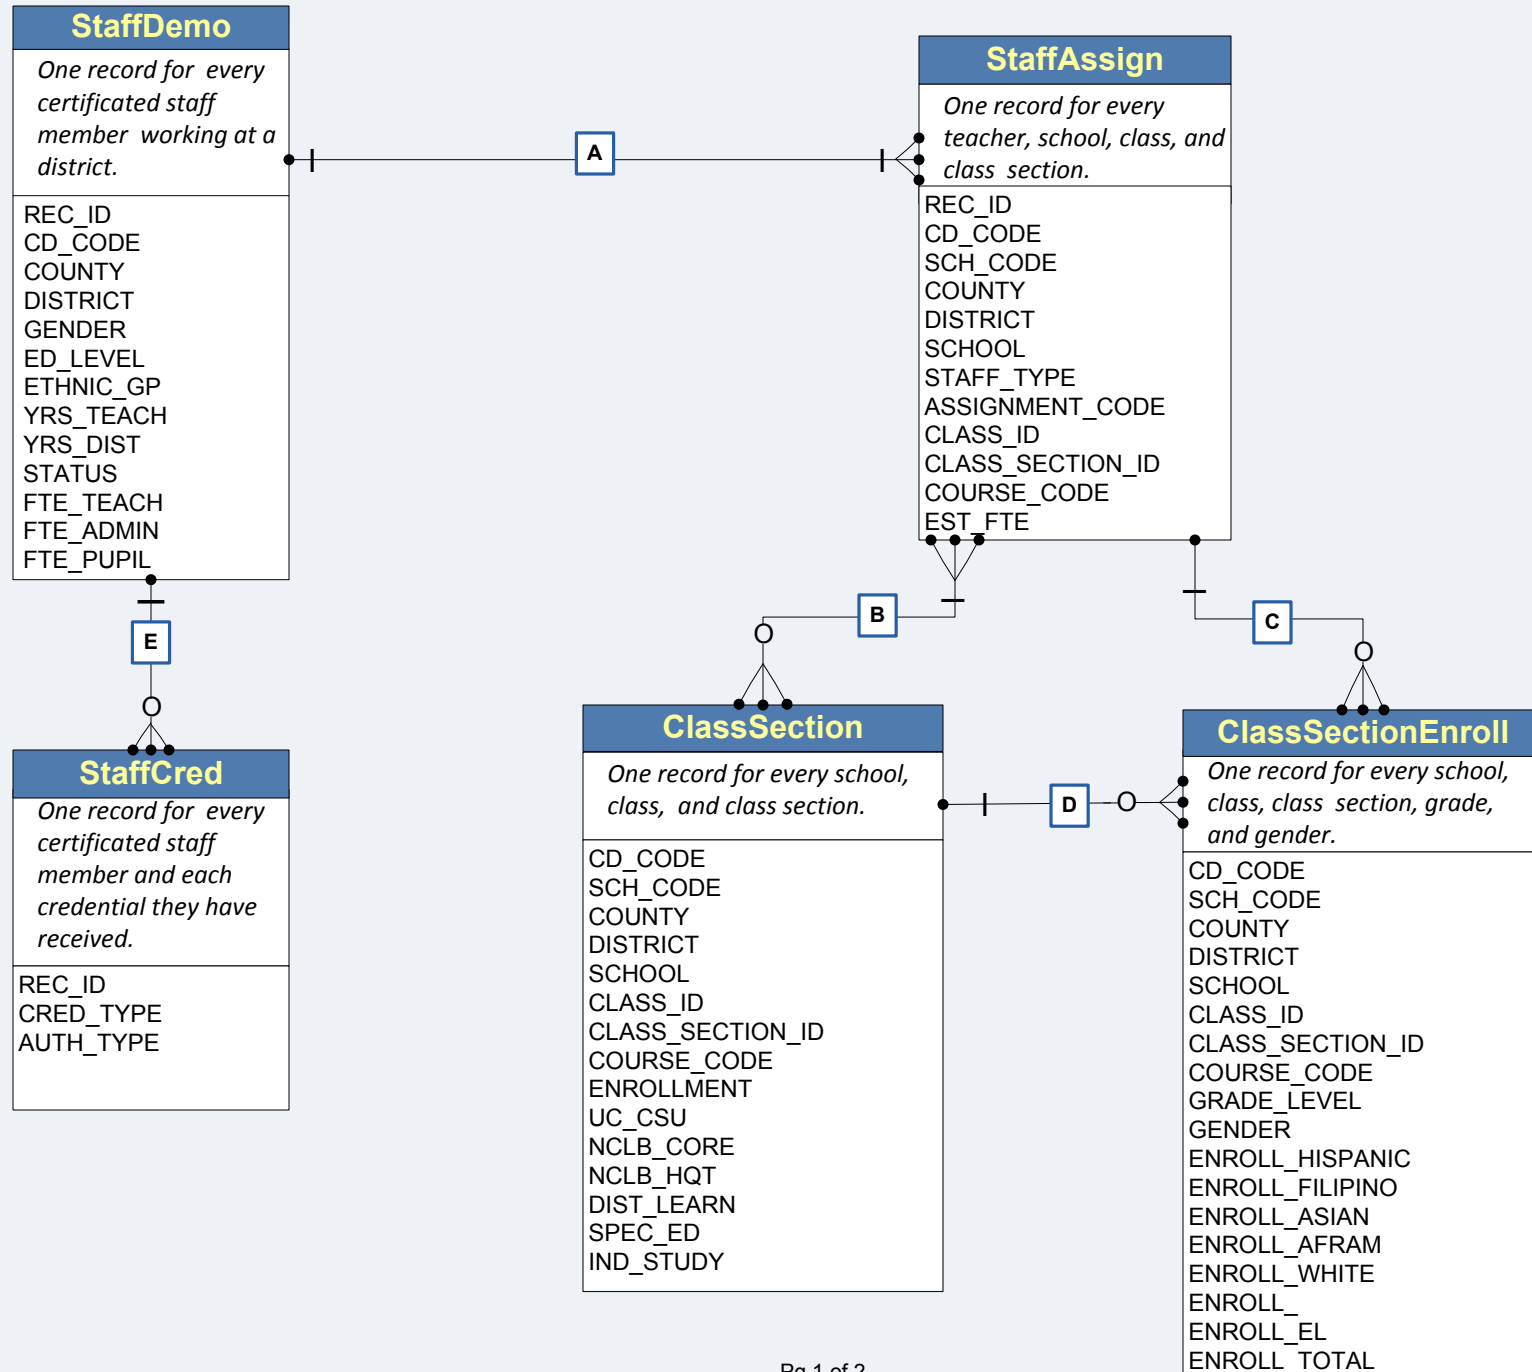 StaffDemo
One record for every
certificated staff
member working at a
district.
REC_ID
CD_CODE
COUNTY
DISTRICT
GENDER
ED_LEVEL
ETHNIC_GP
YRS_TEACH
YRS_DIST
STATUS
FTE_TEACH
FTE_ADMIN
FTE_PUPIL
A
StaffAssign
One record for every
teacher, school, class, and
class section.
REC_ID
CD_CODE
SCH_CODE
COUNTY
DISTRICT
SCHOOL
STAFF_TYPE
ASSIGNMENT_CODE
CLASS_ID
CLASS_SECTION_ID
COURSE_CODE
EST_FTE
E
B
C
StaffCred
One record for every
certificated staff
member and each
credential they have
received.
REC_ID
CRED_TYPE
AUTH_TYPE
ClassSection
One record for every school,
class, and class section.
CD_CODE
SCH_CODE
COUNTY
DISTRICT
SCHOOL
CLASS_ID
CLASS_SECTION_ID
COURSE_CODE
ENROLLMENT
UC_CSU
NCLB_CORE
NCLB_HQT
DIST_LEARN
SPEC_ED
IND_STUDY
D
ClassSectionEnroll
One record for every school,
class, class section, grade,
and gender.
CD_CODE
SCH_CODE
COUNTY
DISTRICT
SCHOOL
CLASS_ID
CLASS_SECTION_ID
COURSE_CODE
GRADE_LEVEL
GENDER
ENROLL_HISPANIC
ENROLL_FILIPINO
ENROLL_ASIAN
ENROLL_AFRAM
ENROLL_WHITE
ENROLL_
ENROLL_EL
ENROLL_TOTAL
Pg 1 of 2